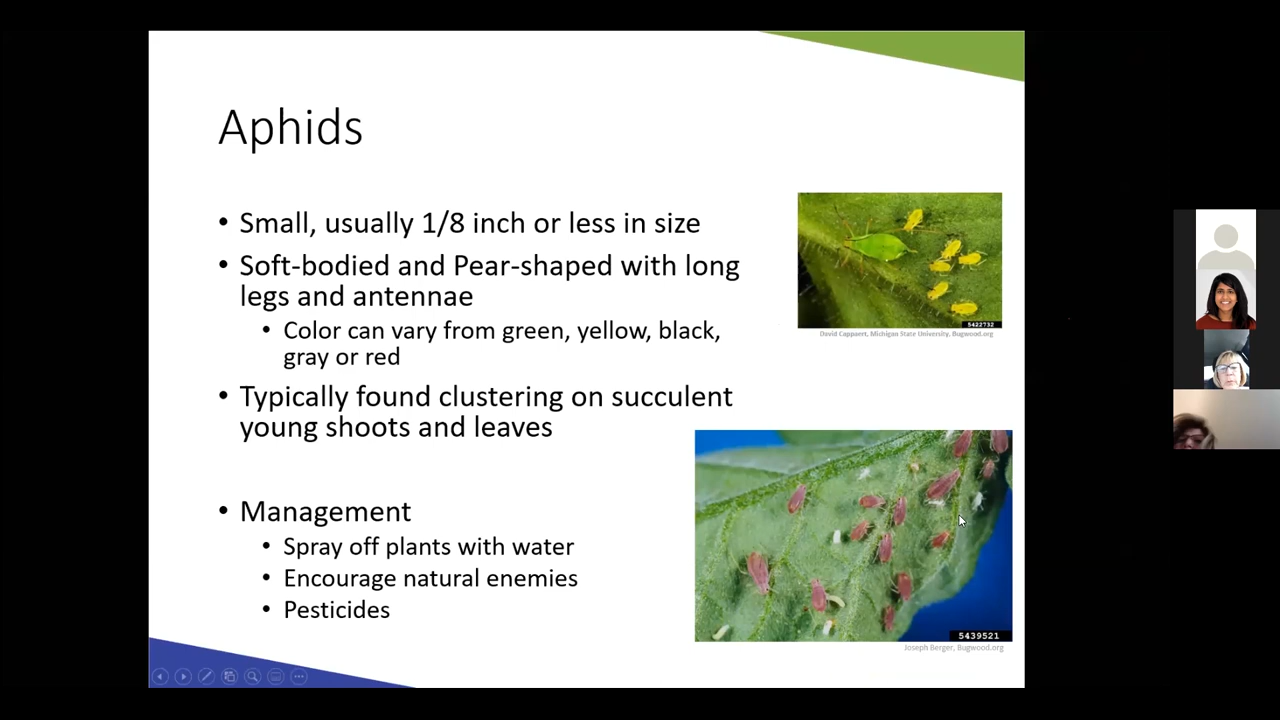 Aphids
• Small, usually 1/8 inch or less in size
• Soft-bodied and Pear-shaped with long
legs and antennae
• Color can vary from green, yellow, black,
gray or red
• Typically found clustering on succulent
young shoots and leaves
5422732
David Cappaert, Michigan State University, Bugwood.org
• Management
• Spray off plants with water
• Encourage natural enemies
• Pesticides
5439521
Joseph Berger, Bugwood.org